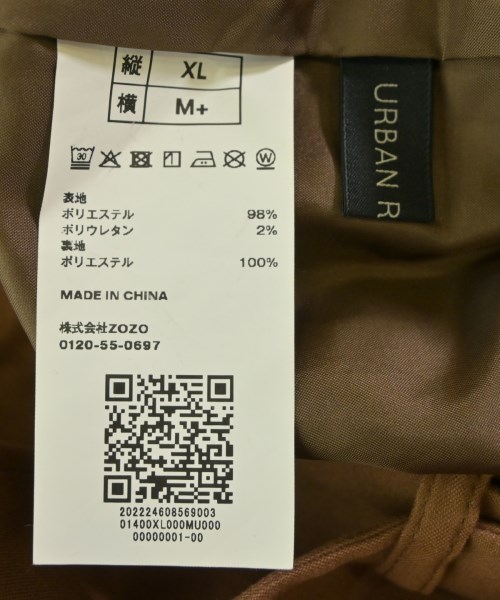 縦 XL
横 M+
30
W
表地
ポリエステル 98%
ポリウレタン 2%
裏地
ポリエステル 100%
MADE IN CHINA
株式会社ZOZO
0120-55-0697
202224608569003
01400XL000MU000
00000001-00
URBAN R